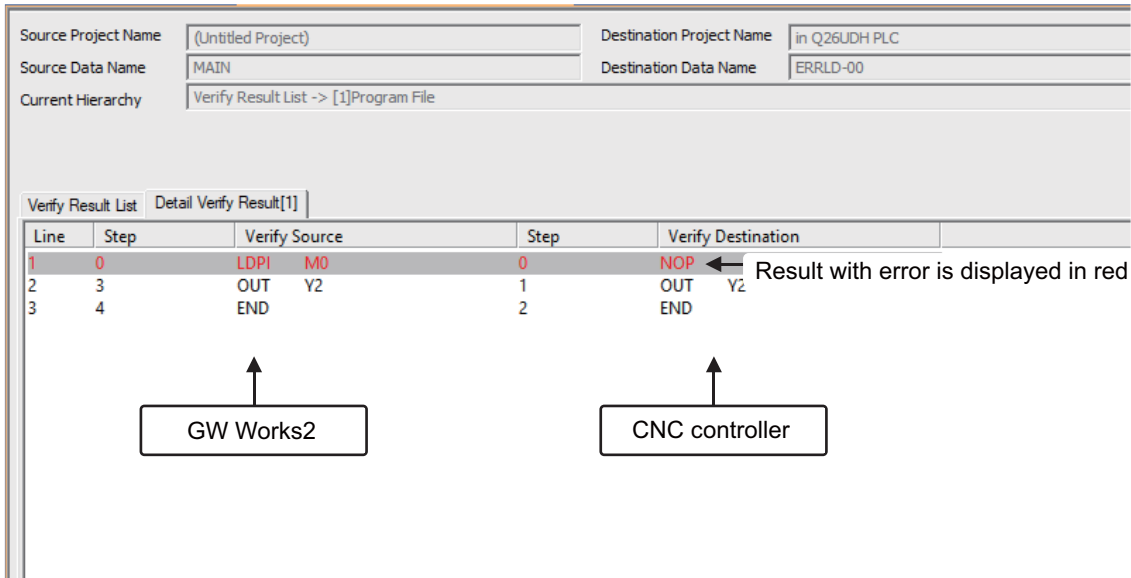 Source Project Name (Untitled Project) Destination Project Name in Q26UDH PLC
Source Data Name MAIN Destination Data Name ERRLD-00
Current Hierarchy Verify Result List -> [1]Program File
Verify Result List Detail Verify Result[1]
Line Step Verify Source Step Verify Destination
1 0 LDPI M0 0 NOP Result with error is displayed in red
2 3 OUT Y2 1 OUT Y2
3 4 END 2 END
GW Works2 CNC controller